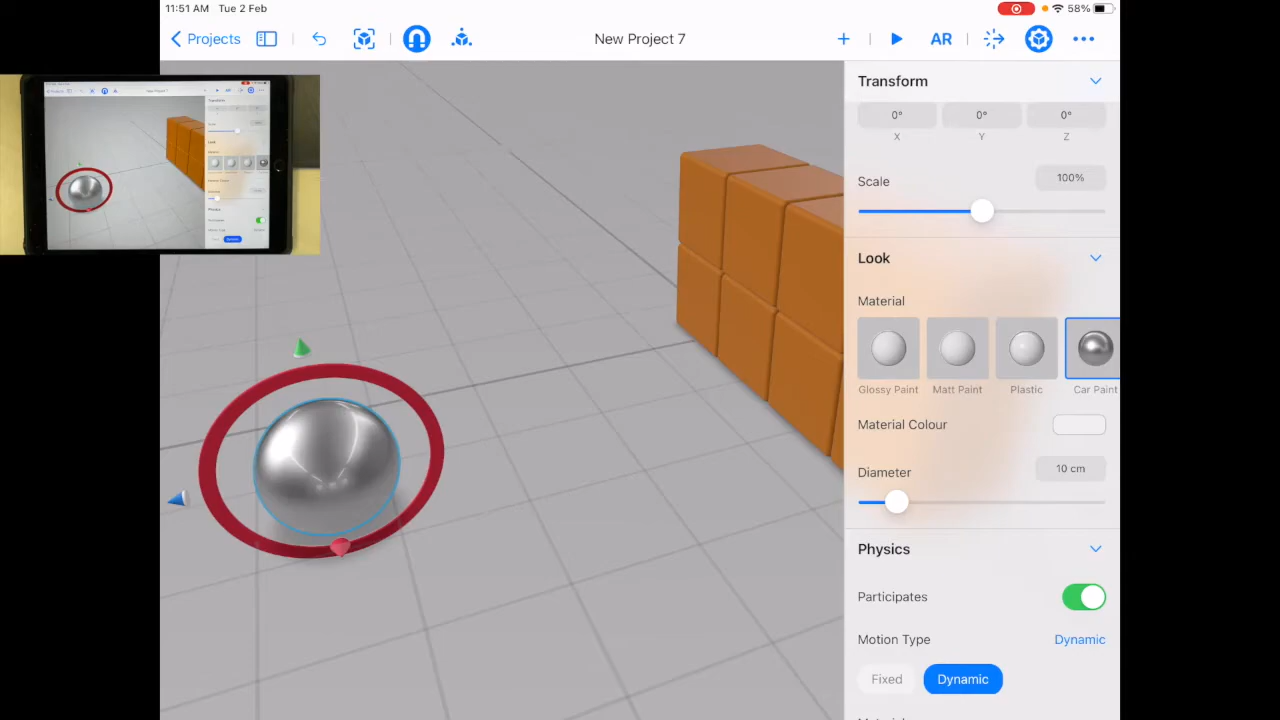 11:51 AM Tue 2 Feb
58%
Projects
New Project 7
AR
Transform
0° 0° 0°
X Y Z
Scale 100%
Look
Material
Glossy Paint Matt Paint Plastic Car Paint
Material Colour
Diameter 10 cm
Physics
Participates
Motion Type Dynamic
Fixed Dynamic